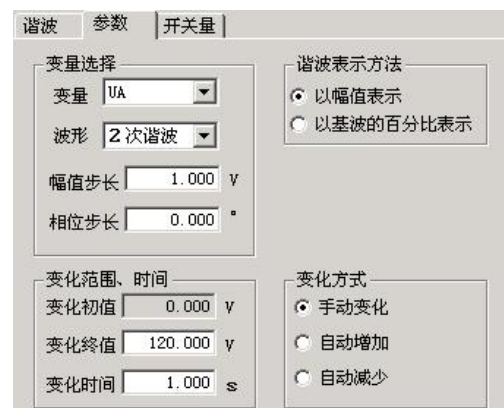 谐波 参数 开关量
变量选择
变量 UA
波形 2次谐波
幅值步长 1.000 V
相位步长 0.000 °
谐波表示方法
以幅值表示
以基波的百分比表示
变化范围、时间
变化初值 0.000 V
变化终值 120.000 V
变化时间 1.000 s
变化方式
手动变化
自动增加
自动减少